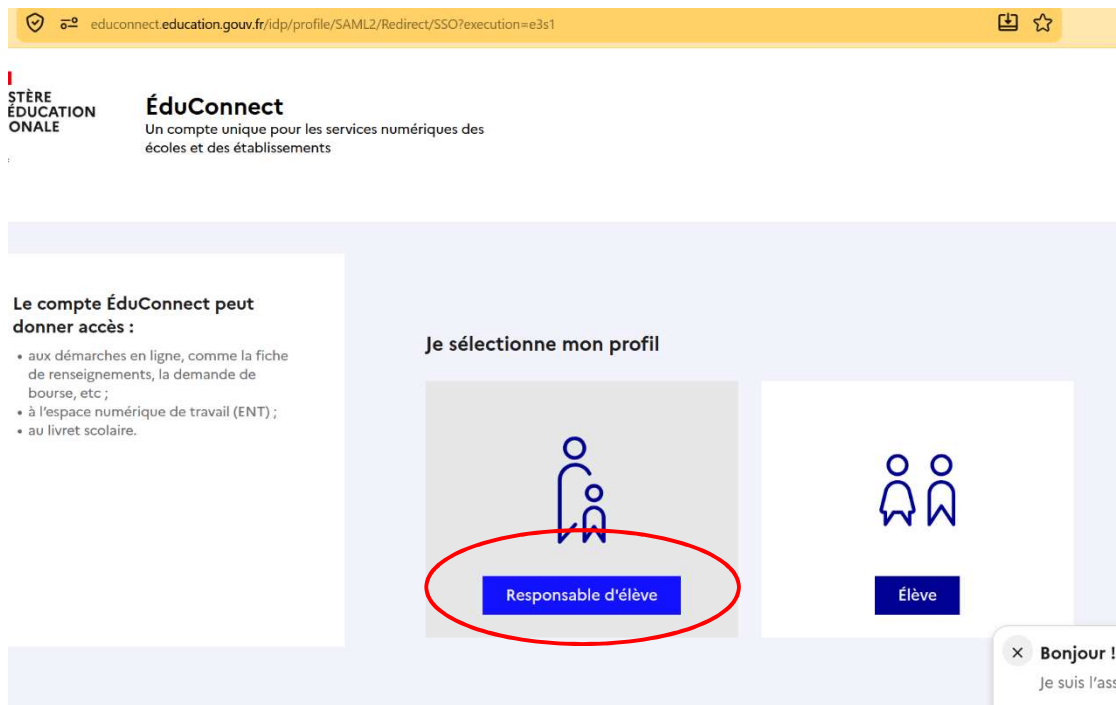 educonnect.education.gouv.fr/idp/profile/SAML2/Redirect/SSO?execution=e3s1
STÈRE
ÉDUCATION
ONALE
ÉduConnect
Un compte unique pour les services numériques des
écoles et des établissements
Le compte ÉduConnect peut
donner accès :
• aux démarches en ligne, comme la fiche
de renseignements, la demande de
bourse, etc ;
• à l'espace numérique de travail (ENT) ;
• au livret scolaire.
Je sélectionne mon profil
Responsable d'élève
Élève
Bonjour !
Je suis l'ass